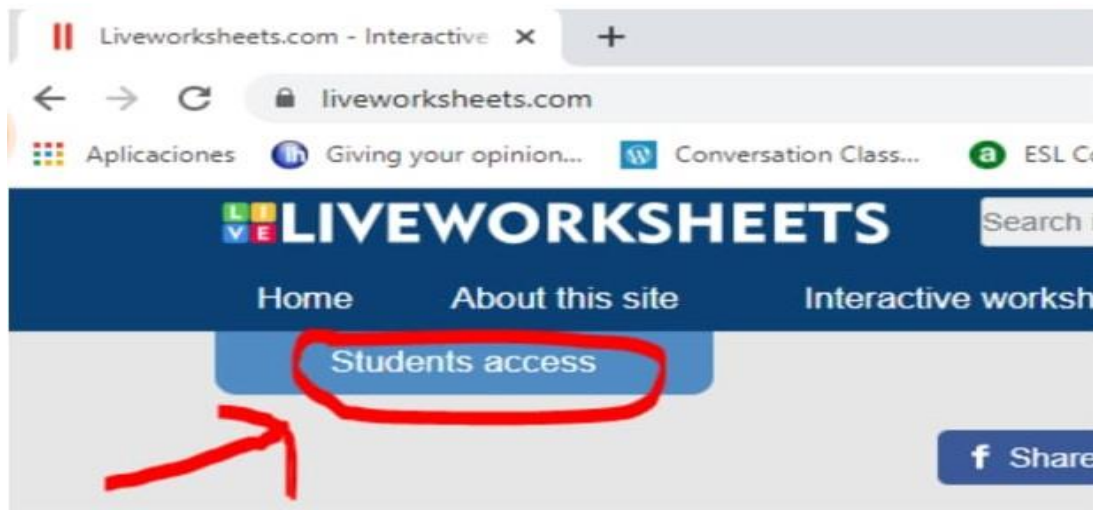 Liveworksheets.com - Interactive
liveworksheets.com
Aplicaciones Giving your opinion... Conversation Class... ESL
LIVE LIVEWORKSHEETS Search
Home About this site Interactive
Students access
f Share